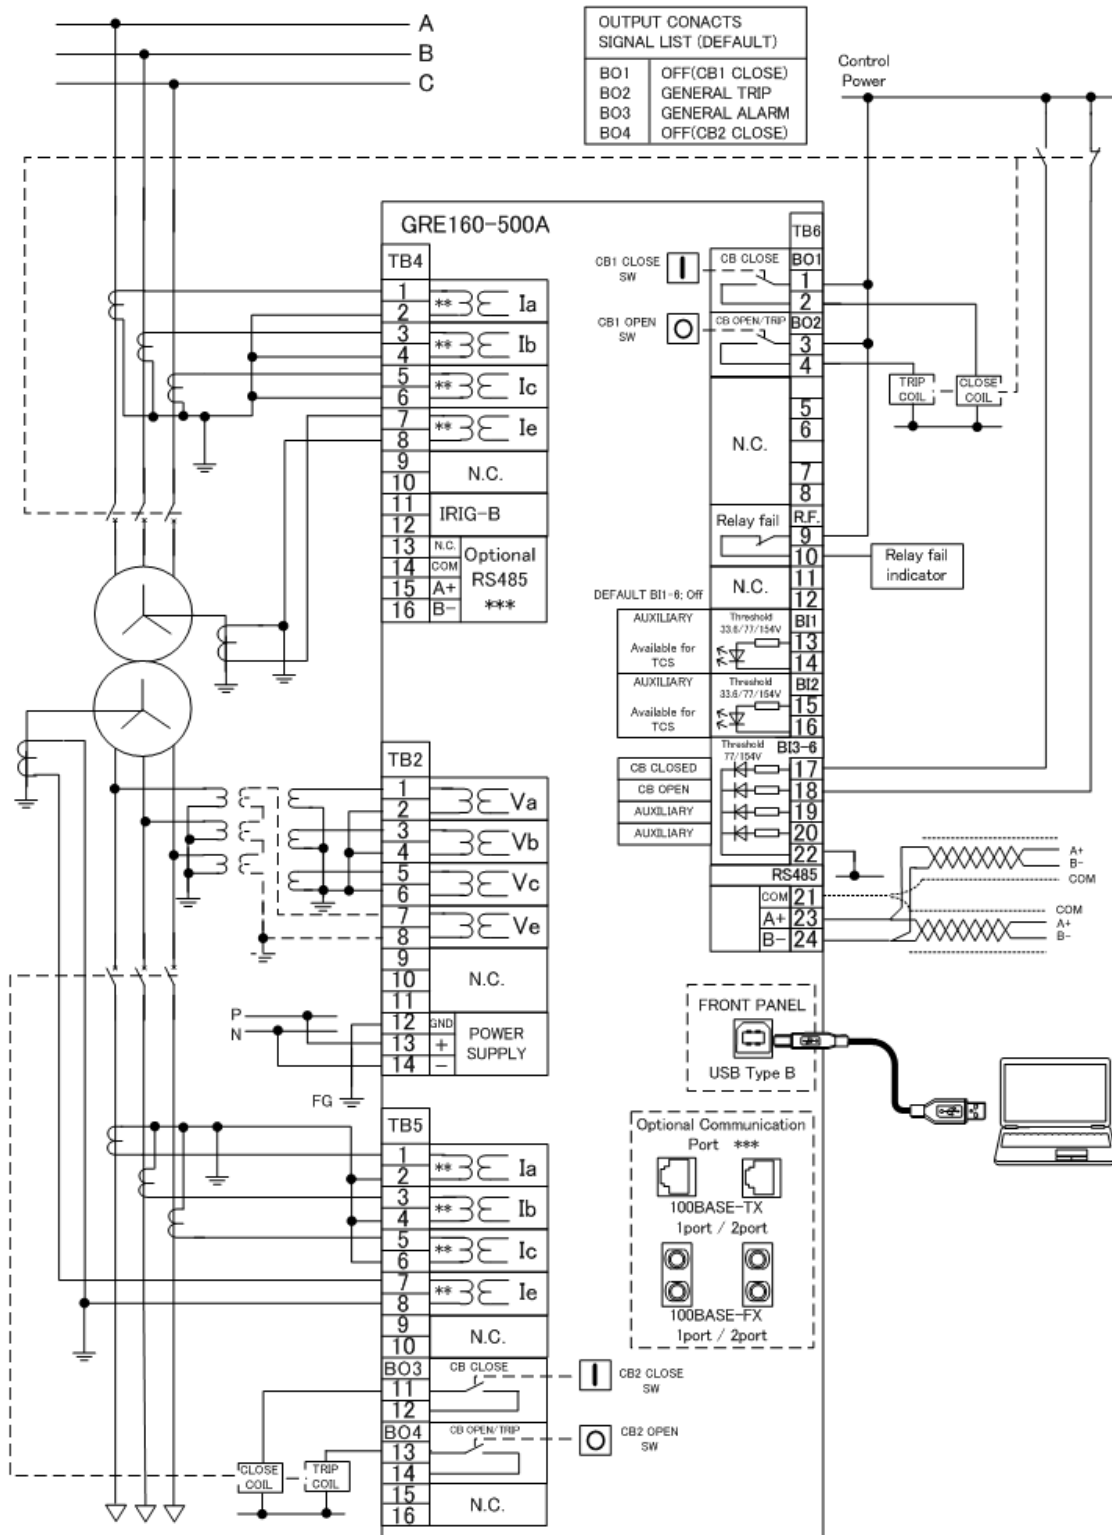 A
B
C
OUTPUT CONACTS
SIGNAL LIST (DEFAULT)
BO1 OFF(CB1 CLOSE)
BO2 GENERAL TRIP
BO3 GENERAL ALARM
BO4 OFF(CB2 CLOSE)
Control
Power
GRE160-500A
TB4
1
2
** Ia
3
4
** Ib
5
6
** Ic
7
8
** Ie
9
10
N.C.
11
12
IRIG-B
13 N.C.
14 COM
15 A+
16 B-
Optional
RS485
***
TB6
CB1 CLOSE
SW
CB CLOSE
BO1
1
2
CB1 OPEN
SW
CB OPEN/TRIP
BO2
3
4
TRIP
COIL
CLOSE
COIL
N.C.
5
6
7
8
Relay fail
R.F.
9
10
Relay fail
indicator
N.C.
11
12
DEFAULT BI1-6; Off
AUXILIARY
Available for
TCS
Threshold
33.6/77/154V
BI1
13
14
AUXILIARY
Available for
TCS
Threshold
33.6/77/154V
BI2
15
16
Threshold
77/154V
BI3-6
CB CLOSED
17
CB OPEN
18
AUXILIARY
19
AUXILIARY
20
22
RS485
COM 21
A+ 23
B- 24
A+
B-
COM
COM
A+
B-
TB2
1
2
Va
3
4
Vb
5
6
Vc
7
8
Ve
9
10
11
N.C.
12 GND
13 +
14 -
POWER
SUPPLY
P
N
FG
FRONT PANEL
USB Type B
Optional Communication
Port ***
100BASE-TX
1port / 2port
100BASE-FX
1port / 2port
TB5
1
2
** Ia
3
4
** Ib
5
6
** Ic
7
8
** Ie
9
10
N.C.
BO3
CB CLOSE
11
12
CB2 CLOSE
SW
BO4
CB OPEN/TRIP
13
14
CB2 OPEN
SW
CLOSE
COIL
TRIP
COIL
15
16
N.C.